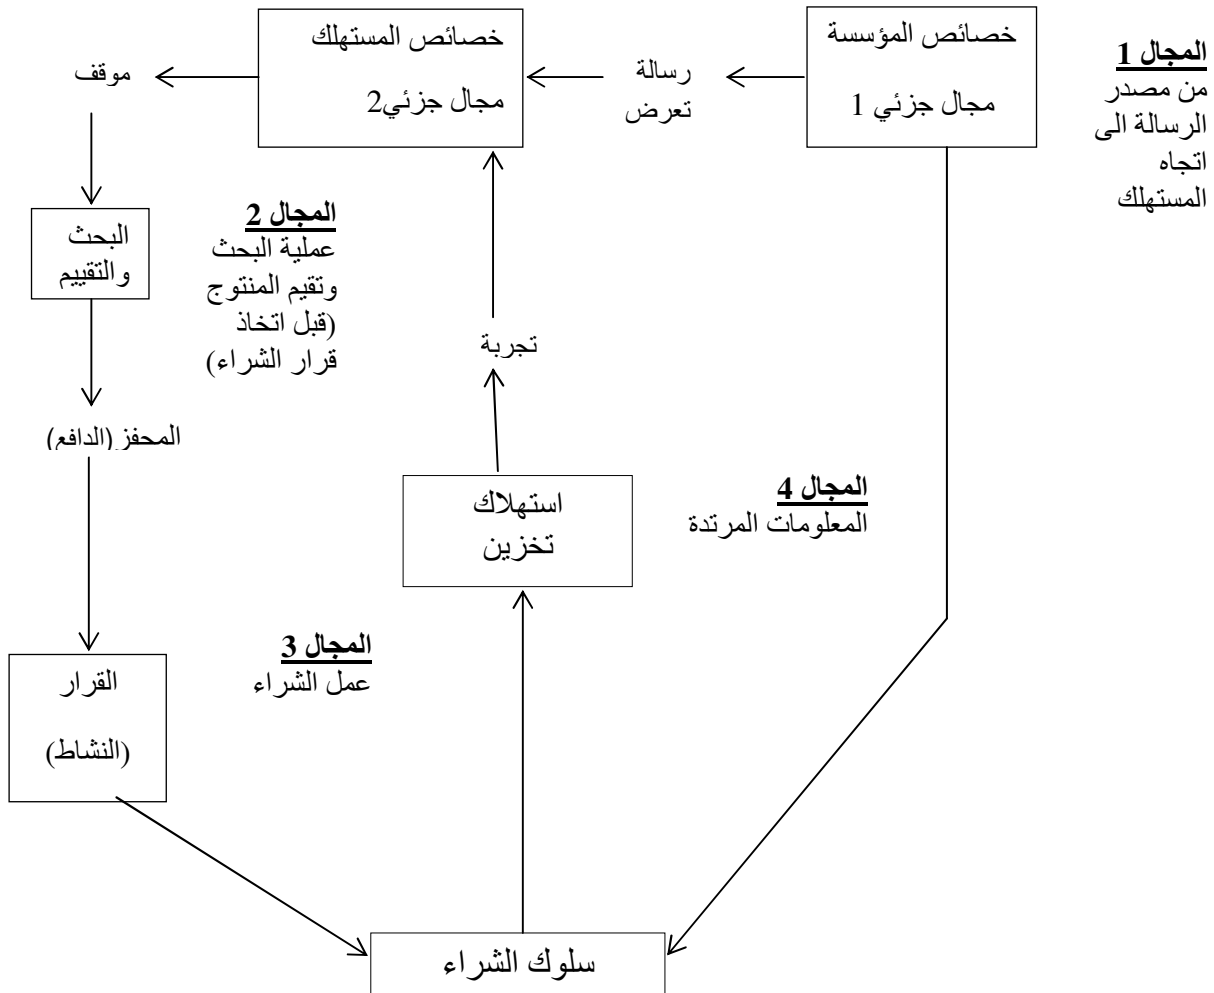 المجال 1
من مصدر
الرسالة الى
اتجاه
المستهلك
خصائص المؤسسة
مجال جزئي 1
رسالة
تعرض
خصائص المستهلك
مجال جزئي2
موقف
المجال 2
عملية البحث
وتقيم المنتوج
(قبل اتخاذ
قرار الشراء)
البحث
والتقييم
تجربة
المحفز(الدافع)
المجال 4
المعلومات المرتدة
استهلاك
تخزين
المجال 3
عمل الشراء
القرار
(النشاط)
سلوك الشراء